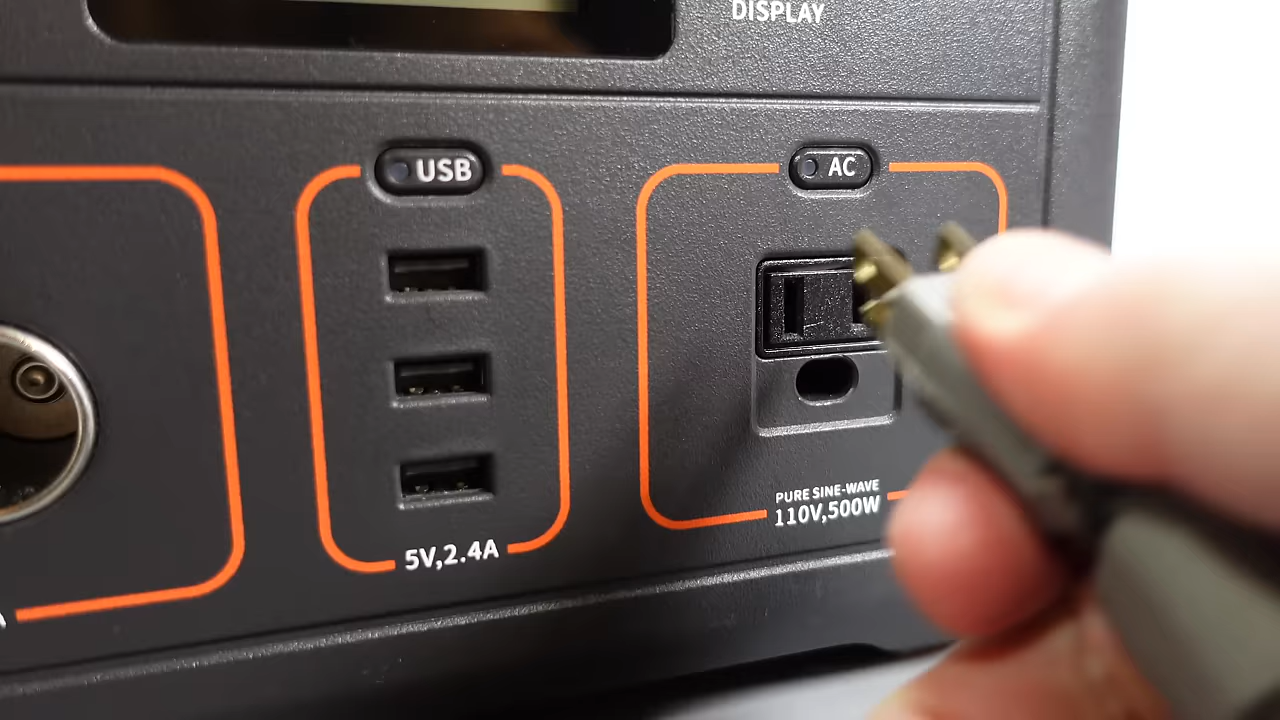 DISPLAY
USB
AC
PURE SINE-WAVE
110V,500W
5V,2.4A
A